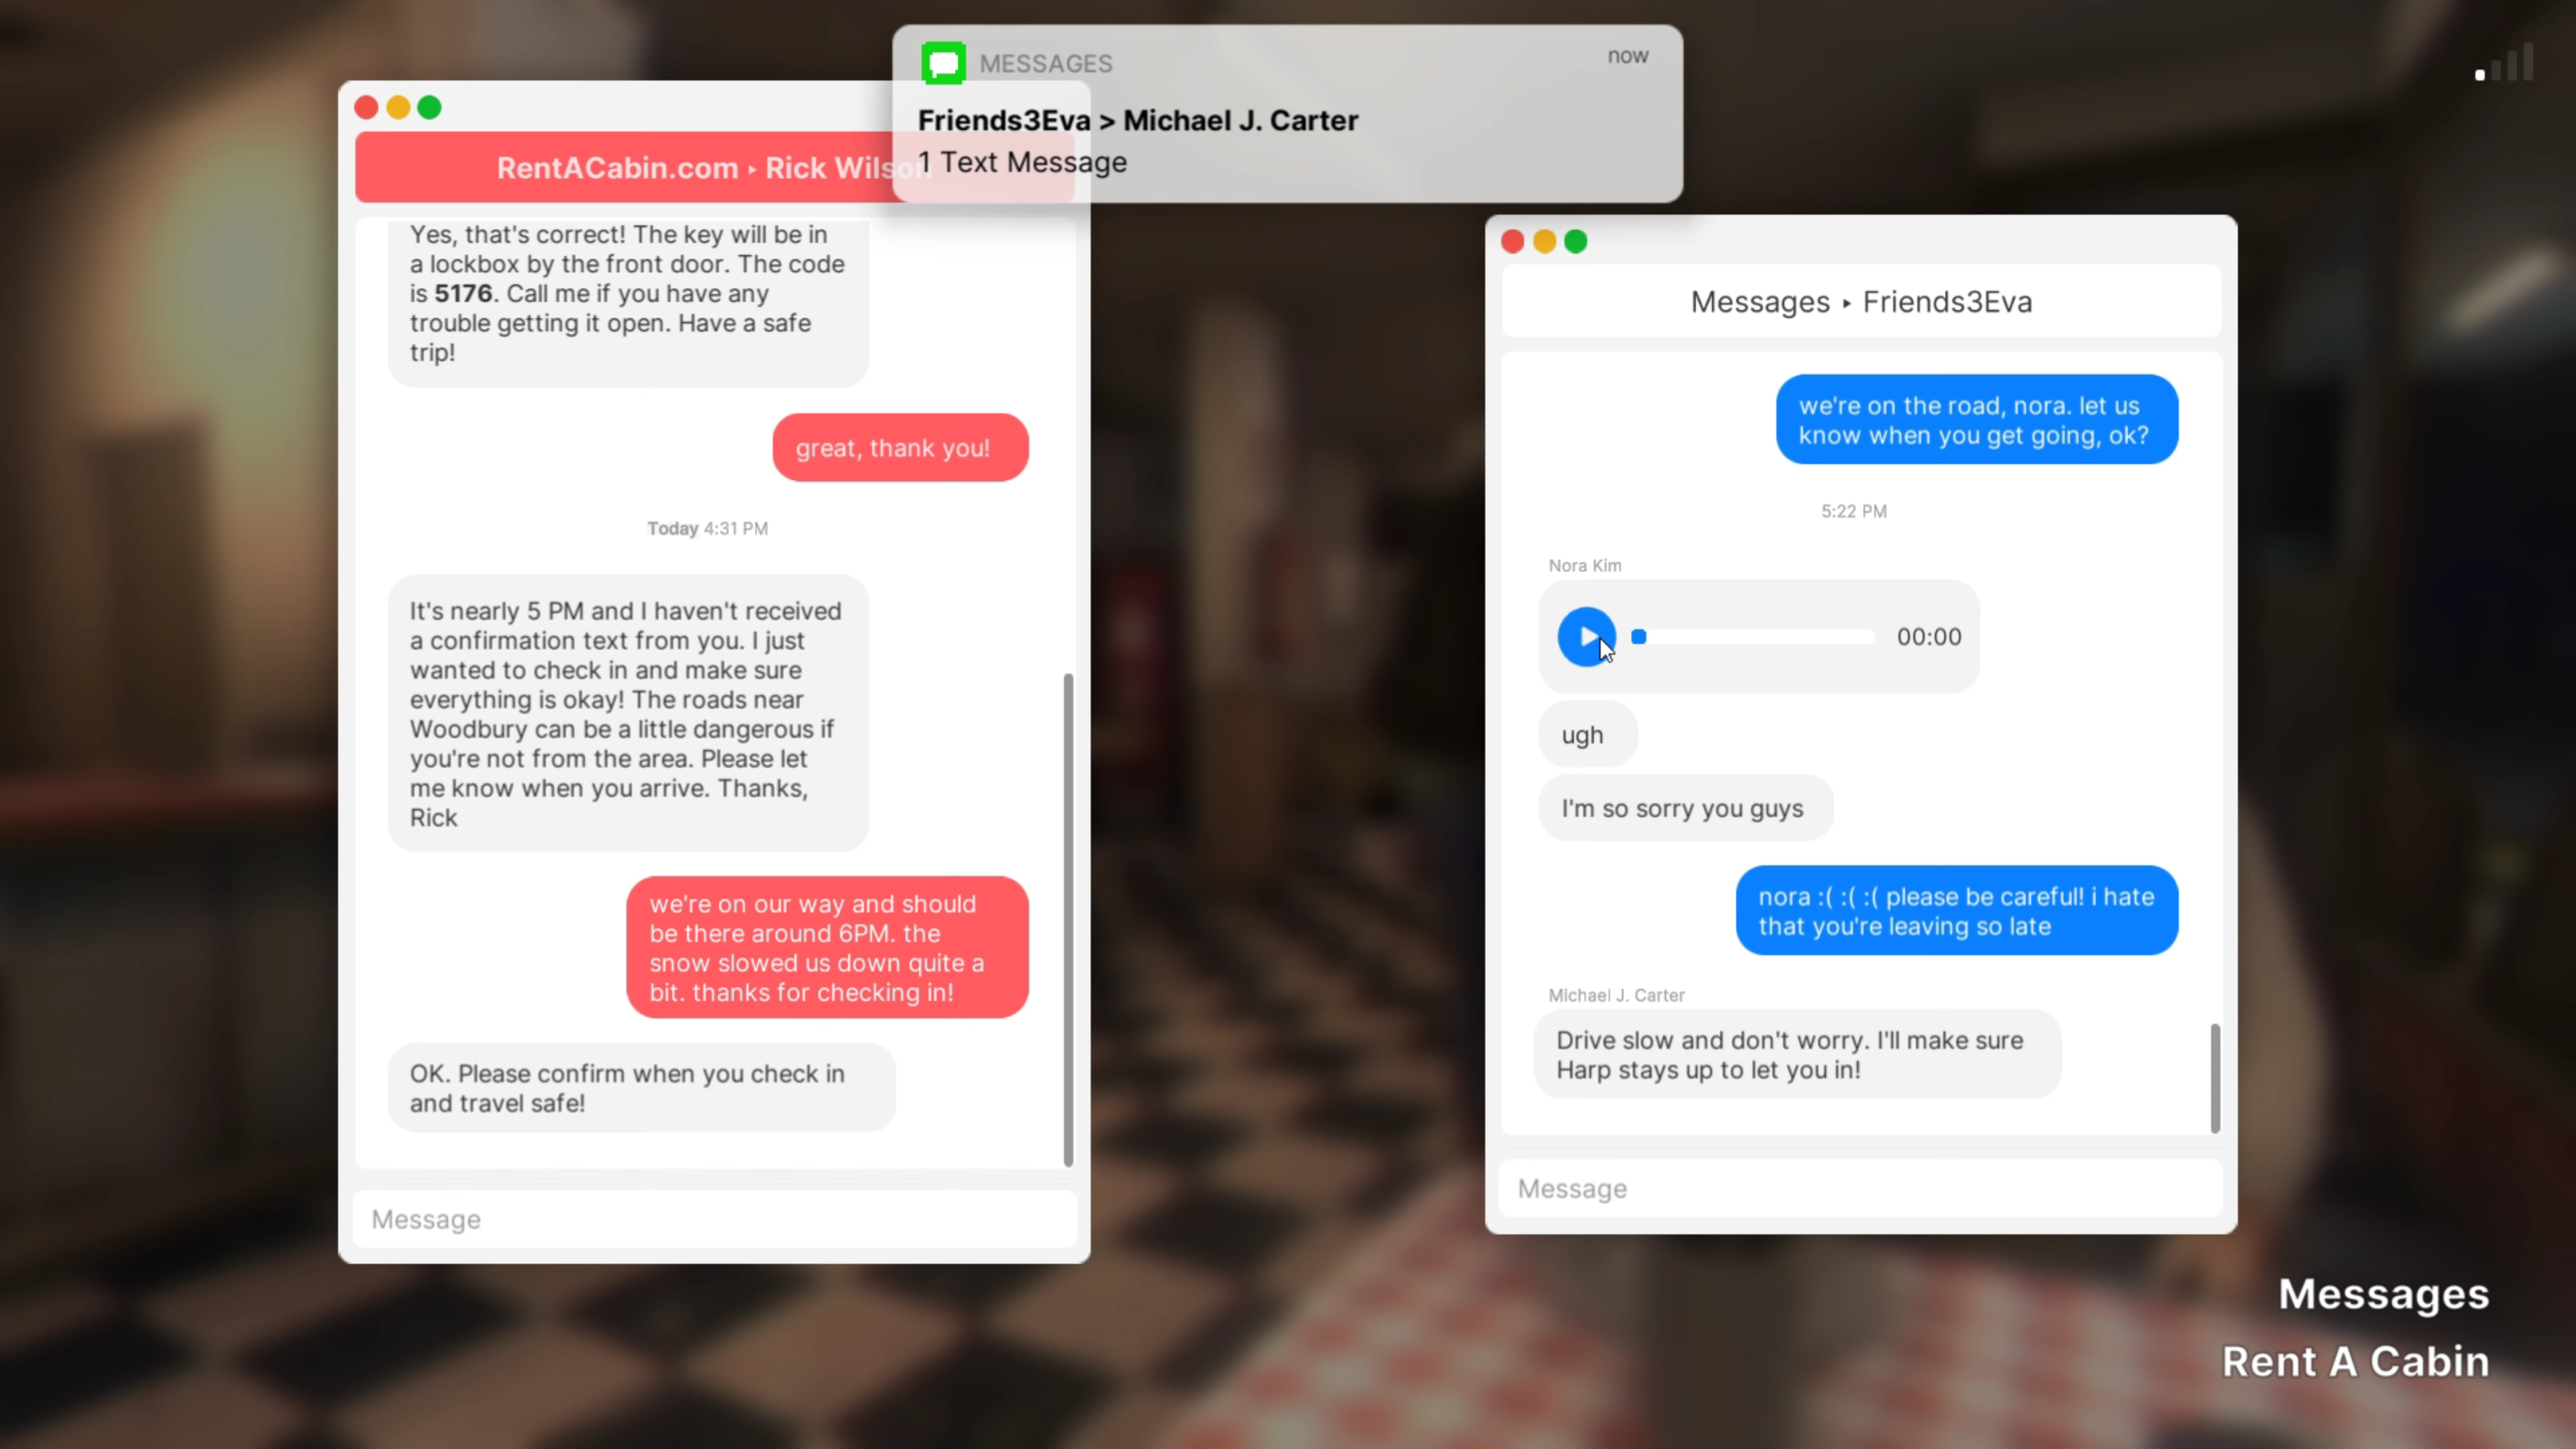 MESSAGES
now
Friends3Eva > Michael J. Carter
1 Text Message
RentACabin.com ‣ Rick Wilson
Yes, that's correct! The key will be in
a lockbox by the front door. The code
is 5176. Call me if you have any
trouble getting it open. Have a safe
trip!
great, thank you!
Today 4:31 PM
It's nearly 5 PM and I haven't received
a confirmation text from you. I just
wanted to check in and make sure
everything is okay! The roads near
Woodbury can be a little dangerous if
you're not from the area. Please let
me know when you arrive. Thanks,
Rick
we're on our way and should
be there around 6PM. the
snow slowed us down quite a
bit. thanks for checking in!
OK. Please confirm when you check in
and travel safe!
Message
Messages ‣ Friends3Eva
we're on the road, nora. let us
know when you get going, ok?
5:22 PM
Nora Kim
00:00
ugh
I'm so sorry you guys
nora :( :( :( please be careful! i hate
that you're leaving so late
Michael J. Carter
Drive slow and don't worry. I'll make sure
Harp stays up to let you in!
Message
Messages
Rent A Cabin